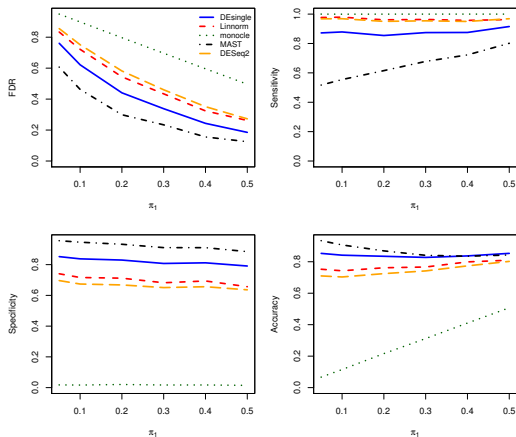 DEsingle
Linnorm
monocle
MAST
DESeq2
FDR
0.0 0.2 0.4 0.6 0.8
0.1 0.2 0.3 0.4 0.5
π1
Sensitivity
0.0 0.2 0.4 0.6 0.8 1.0
0.1 0.2 0.3 0.4 0.5
π1
Specificity
0.0 0.2 0.4 0.6 0.8
0.1 0.2 0.3 0.4 0.5
π1
Accuracy
0.0 0.2 0.4 0.6 0.8
0.1 0.2 0.3 0.4 0.5
π1